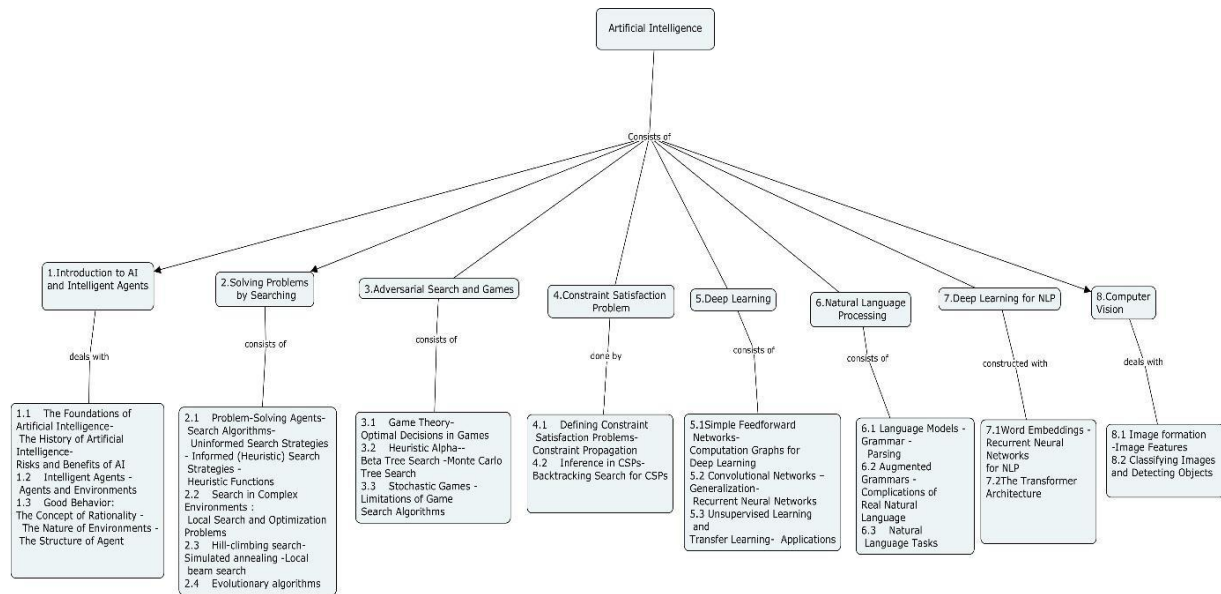 Artificial Intelligence
Consists of
1.Introduction to AI
and Intelligent Agents
2.Solving Problems
by Searching
3.Adversarial Search and Games
4.Constraint Satisfaction
Problem
5.Deep Learning
6.Natural Language
Processing
7.Deep Learning for NLP
8.Computer
Vision
deals with
consists of
consists of
done by
consists of
consists of
constructed with
deals with
1.1 The Foundations of
Artificial Intelligence-
The History of Artificial
Intelligence-
Risks and Benefits of AI
1.2 Intelligent Agents -
Agents and Environments
1.3 Good Behavior:
The Concept of Rationality -
The Nature of Environments -
The Structure of Agent
2.1 Problem-Solving Agents-
Search Algorithms-
Uninformed Search Strategies
- Informed (Heuristic) Search
Strategies -
Heuristic Functions
2.2 Search in Complex
Environments :
Local Search and Optimization
Problems
2.3 Hill-climbing search-
Simulated annealing -Local
beam search
2.4 Evolutionary algorithms
3.1 Game Theory-
Optimal Decisions in Games
3.2 Heuristic Alpha--
Beta Tree Search -Monte Carlo
Tree Search
3.3 Stochastic Games -
Limitations of Game
Search Algorithms
4.1 Defining Constraint
Satisfaction Problems-
Constraint Propagation
4.2 Inference in CSPs-
Backtracking Search for CSPs
5.1Simple Feedforward
Networks-
Computation Graphs for
Deep Learning
5.2 Convolutional Networks –
Generalization-
Recurrent Neural Networks
5.3 Unsupervised Learning
and
Transfer Learning- Applications
6.1 Language Models -
Grammar -
Parsing
6.2 Augmented
Grammars -
Complications of
Real Natural
Language
6.3 Natural
Language Tasks
7.1Word Embeddings -
Recurrent Neural
Networks
for NLP
7.2The Transformer
Architecture
8.1 Image formation
-Image Features
8.2 Classifying Images
and Detecting Objects